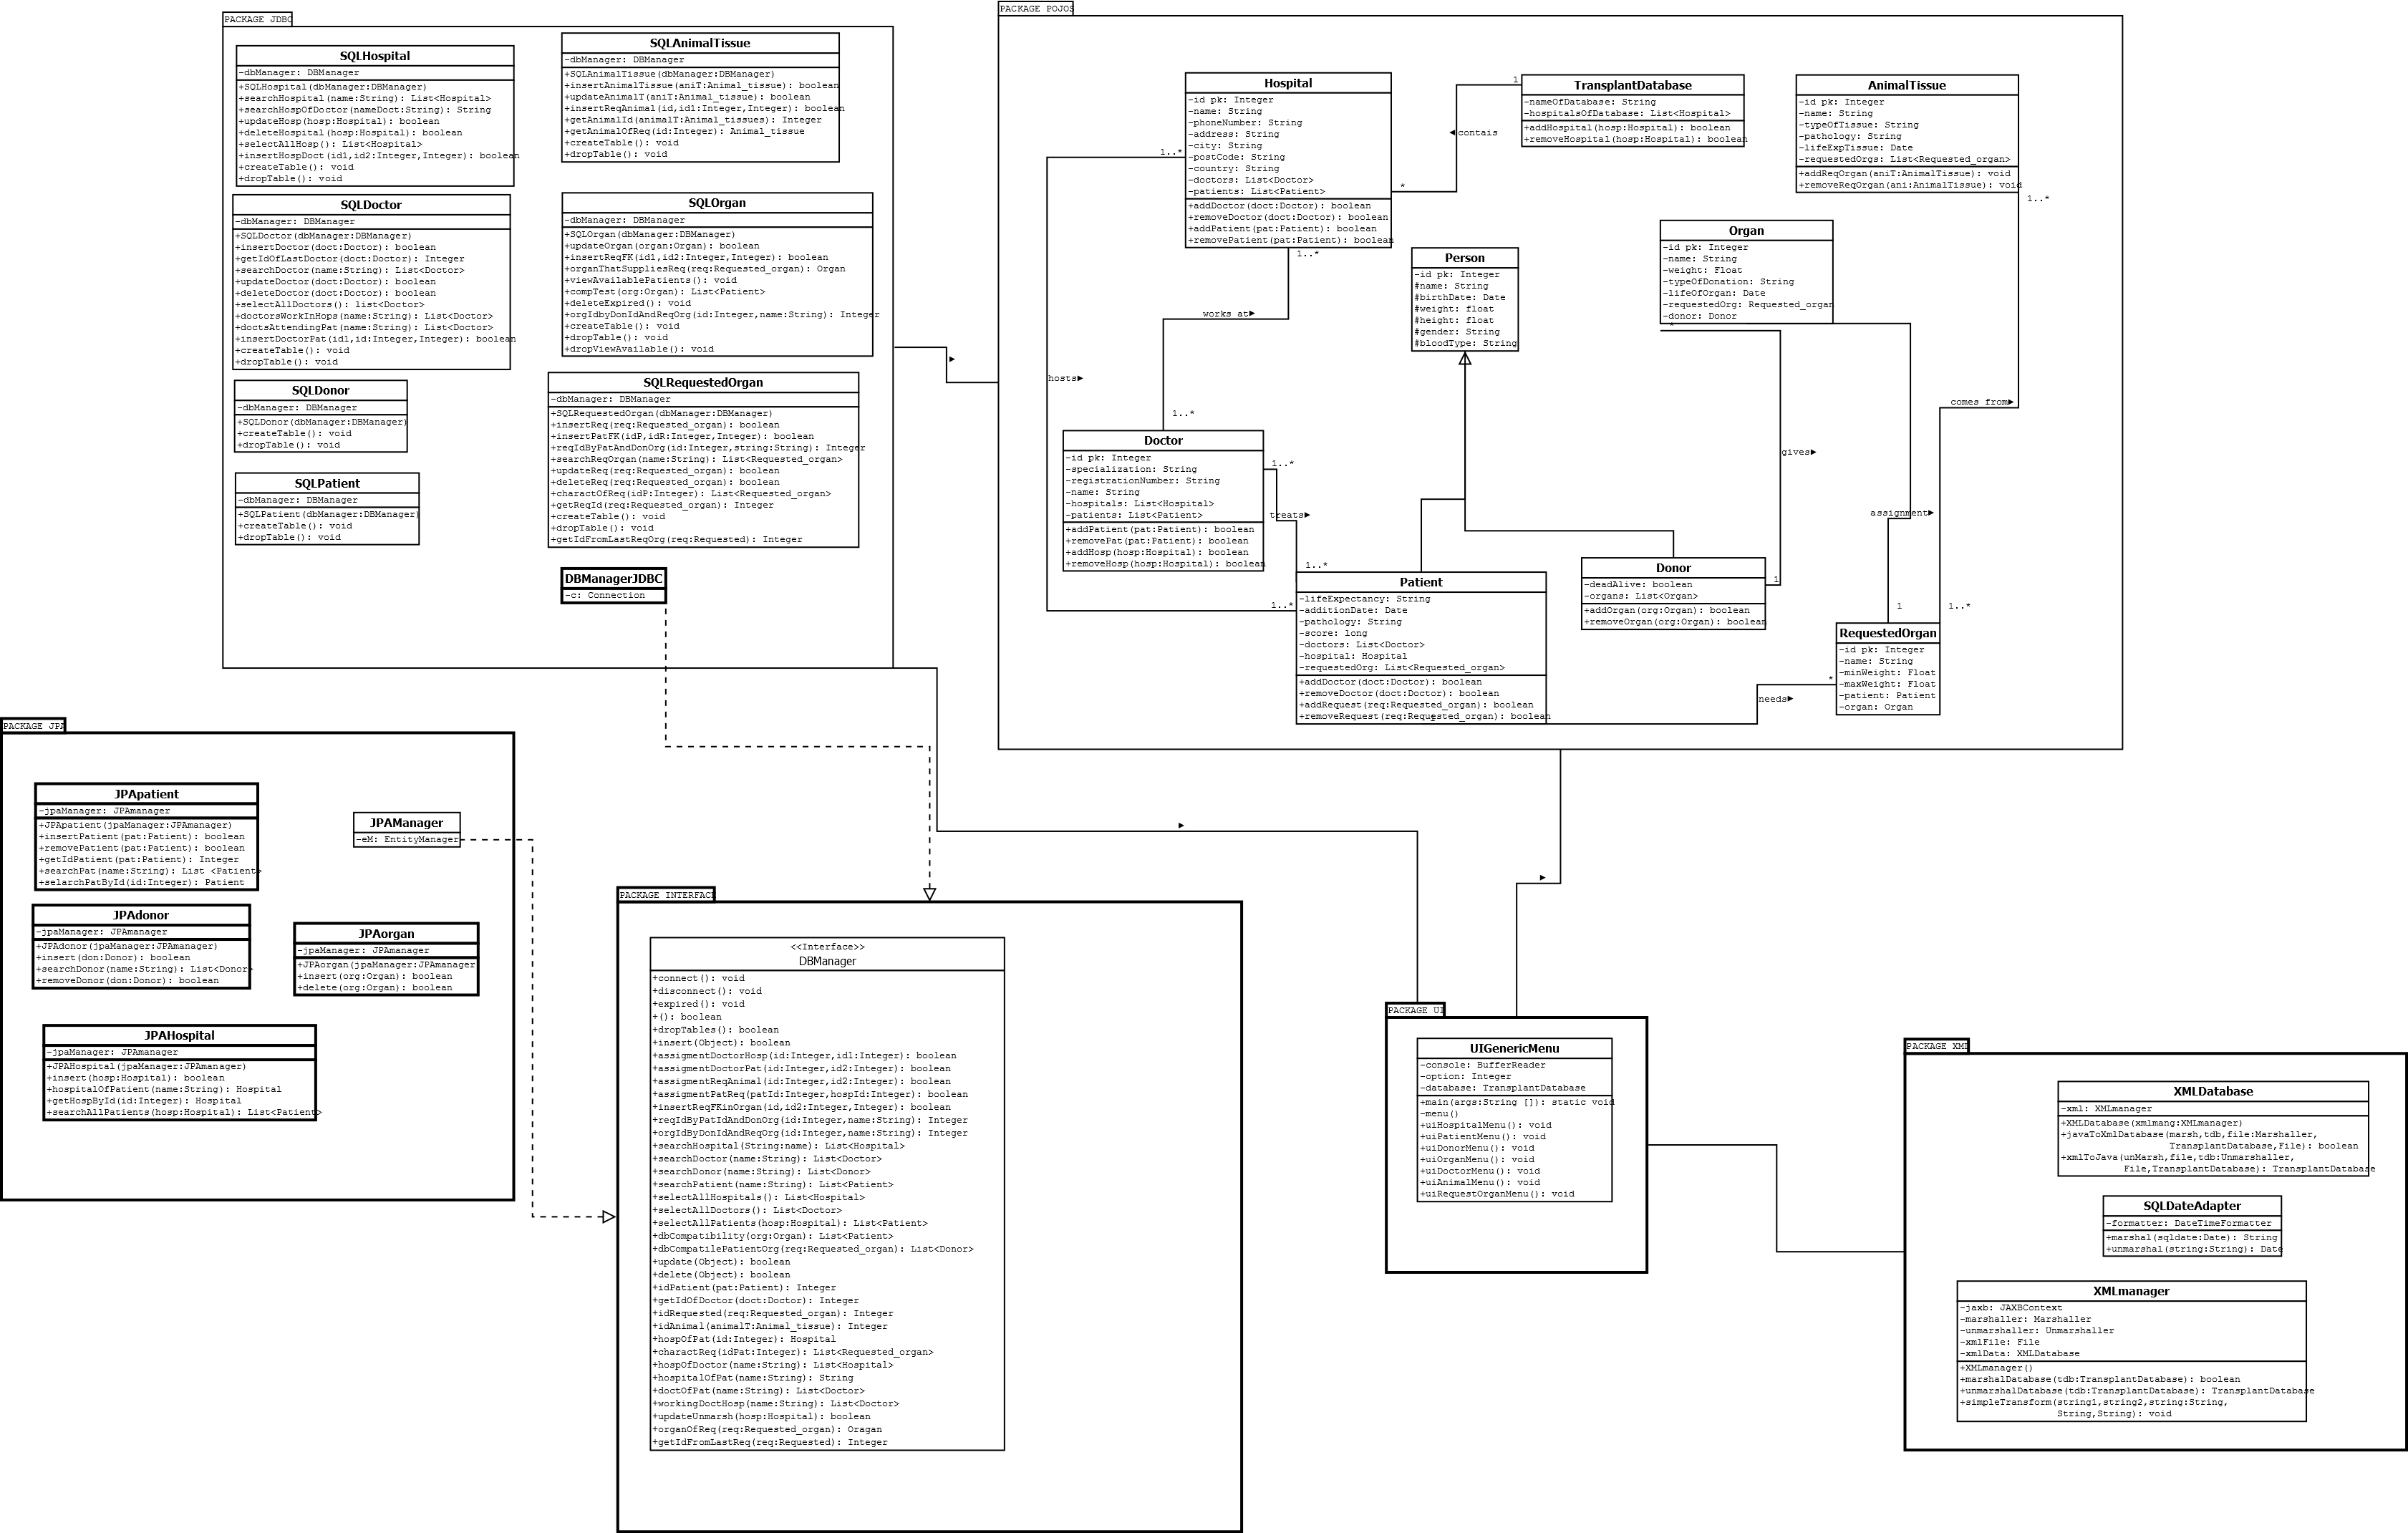 PACKAGE JDBC
SQLHospital
-dbManager: DBManager
+SQLHospital(dbManager:DBManager)
+searchHospital(name:String): List<Hospital>
+searchHospOfDoctor(nameDoct:String): String
+updateHosp(hosp:Hospital): boolean
+deleteHospital(hosp:Hospital): boolean
+selectAllHosp(): List<Hospital>
+insertHospDoct(id1,id2:Integer,Integer): boolean
+createTable(): void
+dropTable(): void
SQLDoctor
-dbManager: DBManager
+SQLDoctor(dbManager:DBManager)
+insertDoctor(doct:Doctor): boolean
+getIdOfLastDoctor(doct:Doctor): Integer
+searchDoctor(name:String): List<Doctor>
+updateDoctor(doct:Doctor): boolean
+deleteDoctor(doct:Doctor): boolean
+selectAllDoctors(): list<Doctor>
+doctorsWorkInHops(name:String): List<Doctor>
+doctsAttendingPat(name:String): List<Doctor>
+insertDoctorPat(id1,id:Integer,Integer): boolean
+createTable(): void
+dropTable(): void
SQLDonor
-dbManager: DBManager
+SQLDonor(dbManager:DBManager)
+createTable(): void
+dropTable(): void
SQLPatient
-dbManager: DBManager
+SQLPatient(dbManager:DBManager)
+createTable(): void
+dropTable(): void
SQLAnimalTissue
-dbManager: DBManager
+SQLAnimalTissue(dbManager:DBManager)
+insertAnimalTissue(aniT:Animal_tissue): boolean
+updateAnimalT(aniT:Animal_tissue): boolean
+insertReqAnimal(id,id1:Integer,Integer): boolean
+getAnimalId(animalT:Animal_tissues): Integer
+getAnimalOfReq(id:Integer): Animal_tissue
+createTable(): void
+dropTable(): void
SQLOrgan
-dbManager: DBManager
+SQLOrgan(dbManager:DBManager)
+updateOrgan(organ:Organ): boolean
+insertReqFK(id1,id2:Integer,Integer): boolean
+organThatSuppliesReq(req:Requested_organ): Organ
+viewAvailablePatients(): void
+compTest(org:Organ): List<Patient>
+deleteExpired(): void
+orgIdbyDonIdAndReqOrg(id:Integer,name:String): Integer
+createTable(): void
+dropTable(): void
+dropViewAvailable(): void
SQLRequestedOrgan
-dbManager: DBManager
+SQLRequestedOrgan(dbManager:DBManager)
+insertReq(req:Requested_organ): boolean
+insertPatFK(idP,idR:Integer,Integer): boolean
+reqIdByPatAndDonOrg(id:Integer,string:String): Integer
+searchReqOrgan(name:String): List<Requested_organ>
+updateReq(req:Requested_organ): boolean
+deleteReq(req:Requested_organ): boolean
+charactOfReq(idP:Integer): List<Requested_organ>
+getReqId(req:Requested_organ): Integer
+createTable(): void
+dropTable(): void
+getIdFromLastReqOrg(req:Requested): Integer
DBManagerJDBC
-c: Connection
PACKAGE POJOS
Hospital
-id pk: Integer
-name: String
-phoneNumber: String
-address: String
-city: String
-postCode: String
-country: String
-doctors: List<Doctor>
-patients: List<Patient>
+addDoctor(doct:Doctor): boolean
+removeDoctor(doct:Doctor): boolean
+addPatient(pat:Patient): boolean
+removePatient(pat:Patient): boolean
1..*
1..*
*
1
contais
TransplantDatabase
-nameOfDatabase: String
-hospitalsOfDatabase: List<Hospital>
+addHospital(hosp:Hospital): boolean
+removeHospital(hosp:Hospital): boolean
AnimalTissue
-id pk: Integer
-name: String
-typeOfTissue: String
-pathology: String
-lifeExpTissue: Date
-requestedOrgs: List<Requested_organ>
+addReqOrgan(aniT:AnimalTissue): void
+removeReqOrgan(ani:AnimalTissue): void
1..*
Organ
-id pk: Integer
-name: String
-weight: Float
-typeOfDonation: String
-lifeOfOrgan: Date
-requestedOrg: Requested_organ
-donor: Donor
*
Person
-id pk: Integer
#name: String
#birthDate: Date
#weight: float
#height: float
#gender: String
#bloodType: String
works at
hosts
1..*
comes from
gives
assignment
Doctor
-id pk: Integer
-specialization: String
-registrationNumber: String
-name: String
-hospitals: List<Hospital>
-patients: List<Patient>
+addPatient(pat:Patient): boolean
+removePat(pat:Patient): boolean
+addHosp(hosp:Hospital): boolean
+removeHosp(hosp:Hospital): boolean
1..*
treats
1..*
1..*
Patient
-lifeExpectancy: String
-additionDate: Date
-pathology: String
-score: long
-doctors: List<Doctor>
-hospital: Hospital
-requestedOrg: List<Requested_organ>
+addDoctor(doct:Doctor): boolean
+removeDoctor(doct:Doctor): boolean
+addRequest(req:Requested_organ): boolean
+removeRequest(req:Requested_organ): boolean
Donor
-deadAlive: boolean
-organs: List<Organ>
+addOrgan(org:Organ): boolean
+removeOrgan(org:Organ): boolean
1
1
1..*
RequestedOrgan
-id pk: Integer
-name: String
-minWeight: Float
-maxWeight: Float
-patient: Patient
-organ: Organ
*
needs
PACKAGE JPA
JPApatient
-jpaManager: JPAmanager
+JPApatient(jpaManager:JPAmanager)
+insertPatient(pat:Patient): boolean
+removePatient(pat:Patient): boolean
+getIdPatient(pat:Patient): Integer
+searchPat(name:String): List <Patient>
+selarchPatById(id:Integer): Patient
JPAManager
-eM: EntityManager
JPAdonor
-jpaManager: JPAmanager
+JPAdonor(jpaManager:JPAmanager)
+insert(don:Donor): boolean
+searchDonor(name:String): List<Donor>
+removeDonor(don:Donor): boolean
JPAorgan
-jpaManager: JPAmanager
+JPAorgan(jpaManager:JPAmanager
+insert(org:Organ): boolean
+delete(org:Organ): boolean
JPAHospital
-jpaManager: JPAmanager
+JPAHospital(jpaManager:JPAmanager)
+insert(hosp:Hospital): boolean
+hospitalOfPatient(name:String): Hospital
+getHospById(id:Integer): Hospital
+searchAllPatients(hosp:Hospital): List<Patient>
PACKAGE INTERFACE
<<Interface>>
DBManager
+connect(): void
+disconnect(): void
+expired(): void
+(): boolean
+dropTables(): boolean
+insert(Object): boolean
+assigmentDoctorHosp(id:Integer,id1:Integer): boolean
+assigmentDoctorPat(id:Integer,id2:Integer): boolean
+assigmentReqAnimal(id:Integer,id2:Integer): boolean
+assigmentPatReq(patId:Integer,hospId:Integer): boolean
+insertReqFKinOrgan(id,id2:Integer,Integer): boolean
+reqIdByPatIdAndDonOrg(id:Integer,name:String): Integer
+orgIdByDonIdAndReqOrg(id:Integer,name:String): Integer
+searchHospital(String:name): List<Hospital>
+searchDoctor(name:String): List<Doctor>
+searchDonor(name:String): List<Donor>
+searchPatient(name:String): List<Patient>
+selectAllHospitals(): List<Hospital>
+selectAllDoctors(): List<Doctor>
+selectAllPatients(hosp:Hospital): List<Patient>
+dbCompatibility(org:Organ): List<Patient>
+dbCompatilePatientOrg(req:Requested_organ): List<Donor>
+update(Object): boolean
+delete(Object): boolean
+idPatient(pat:Patient): Integer
+getIdOfDoctor(doct:Doctor): Integer
+idRequested(req:Requested_organ): Integer
+idAnimal(animalT:Animal_tissue): Integer
+hospOfPat(id:Integer): Hospital
+charactReq(idPat:Integer): List<Requested_organ>
+hospOfDoctor(name:String): List<Hospital>
+hospitalOfPat(name:String): String
+doctOfPat(name:String): List<Doctor>
+workingDoctHosp(name:String): List<Doctor>
+updateUnmarsh(hosp:Hospital): boolean
+organOfReq(req:Requested_organ): Oragan
+getIdFromLastReq(req:Requested): Integer
PACKAGE UI
UIGenericMenu
-console: BufferReader
-option: Integer
-database: TransplantDatabase
+main(args:String []): static void
-menu()
+uiHospitalMenu(): void
+uiPatientMenu(): void
+uiDonorMenu(): void
+uiOrganMenu(): void
+uiDoctorMenu(): void
+uiAnimalMenu(): void
+uiRequestOrganMenu(): void
PACKAGE XML
XMLDatabase
-xml: XMLmanager
+XMLDatabase(xmlmang:XMLmanager)
+javaToXmlDatabase(marsh,tdb,file:Marshaller,
TransplantDatabase,File): boolean
+xmlToJava(unMarsh,file,tdb:Unmarshaller,
File,TransplantDatabase): TransplantDatabase
SQLDateAdapter
-formatter: DateTimeFormatter
+marshal(sqldate:Date): String
+unmarshal(string:String): Date
XMLmanager
-jaxb: JAXBContext
-marshaller: Marshaller
-unmarshaller: Unmarshaller
-xmlFile: File
-xmlData: XMLDatabase
+XMLmanager()
+marshalDatabase(tdb:TransplantDatabase): boolean
+unmarshalDatabase(tdb:TransplantDatabase): TransplantDatabase
+simpleTransform(string1,string2,string:String,
String,String): void